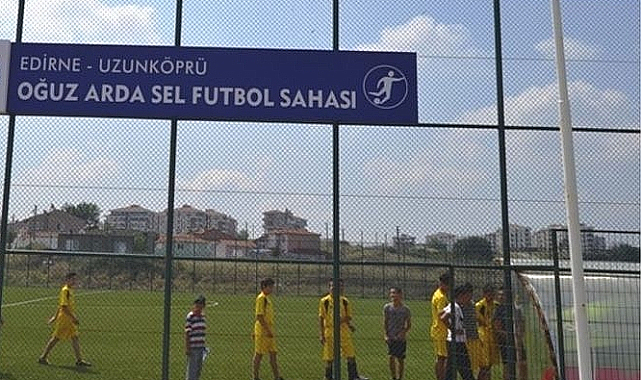 EDİRNE - UZUNKÖPRÜ
OĞUZ ARDA SEL FUTBOL SAHASI